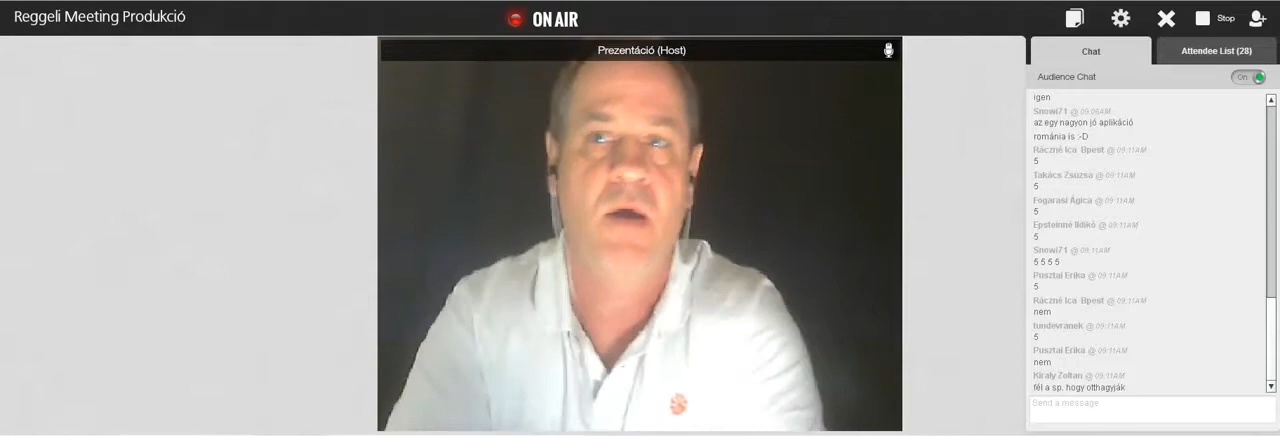 Reggeli Meeting Produkció
ON AIR
Stop
Prezentáció (Host)
Chat
Attendee List (28)
Audience Chat
On
igen
Snowi71 @ 09:06AM
az egy nagyon jó aplikáció
románia is :-D
Ráczné Ica Bpest @ 09:11AM
5
Takács Zsuzsa @ 09:11AM
5
Fogarasi Ágica @ 09:11AM
5
Epsteinné Ildikó @ 09:11AM
5
Snowi71 @ 09:11AM
5 5 5 5
Pusztai Erika @ 09:11AM
5
Ráczné Ica Bpest @ 09:11AM
nem
tundevranek @ 09:11AM
5
Pusztai Erika @ 09:11AM
nem
Király Zoltan @ 09:11AM
fél a sp. hogy otthagyják
Send a message